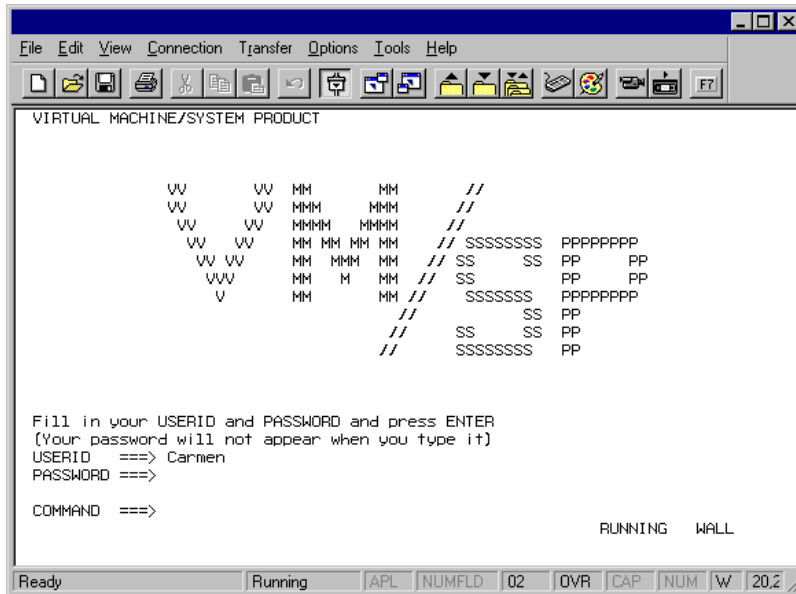 File Edit View Connection Transfer Options Tools Help
F7
VIRTUAL MACHINE/SYSTEM PRODUCT
VV       VV  MM       MM       //
VV       VV  MMM     MMM      //
 VV     VV   MMMM   MMMM     //
  VV   VV    MM MM MM MM    // SSSSSSSS  PPPPPPPP
   VV VV     MM  MMM  MM   // SS     SS  PP     PP
    VVV      MM   M   MM  //  SS         PP     PP
     V       MM       MM //    SSSSSSS   PPPPPPPP
                        //           SS  PP
                       //     SS     SS  PP
                      //      SSSSSSSS   PP
Fill in your USERID and PASSWORD and press ENTER
(Your password will not appear when you type it)
USERID   ===> Carmen
PASSWORD ===>
COMMAND  ===>
RUNNING   WALL
Ready Running APL NUMFLD 02 OVR CAP NUM W 20,2